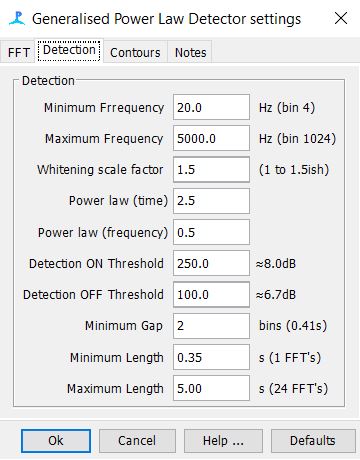 Generalised Power Law Detector settings
FFT Detection Contours Notes
Detection
Minimum Frrequency 20.0 Hz (bin 4)
Maximum Frequency 5000.0 Hz (bin 1024)
Whitening scale factor 1.5 (1 to 1.5ish)
Power law (time) 2.5
Power law (frequency) 0.5
Detection ON Threshold 250.0 ≈8.0dB
Detection OFF Threshold 100.0 ≈6.7dB
Minimum Gap 2 bins (0.41s)
Minimum Length 0.35 s (1 FFT's)
Maximum Length 5.00 s (24 FFT's)
Ok Cancel Help ... Defaults